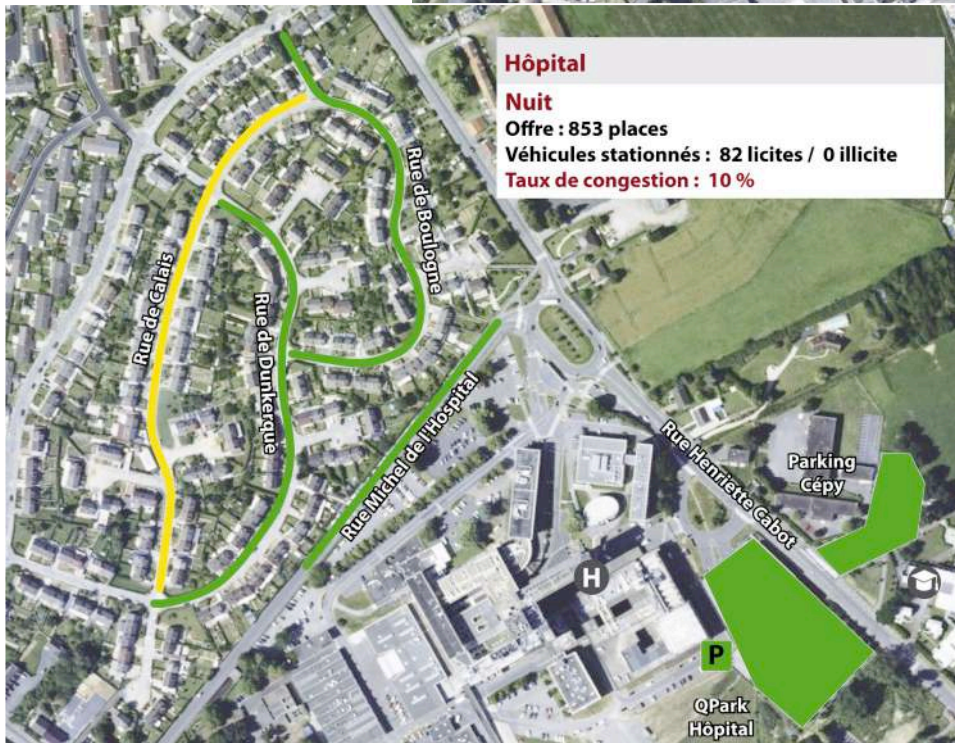 Hôpital
Nuit
Offre : 853 places
Véhicules stationnés : 82 licites / 0 illicite
Taux de congestion : 10 %
Rue de Boulogne
Rue de Calais
Rue de Dunkerque
Rue Michel de l'Hospital
Rue Henriette Cabot
Parking
Cépy
H
P
QPark
Hôpital